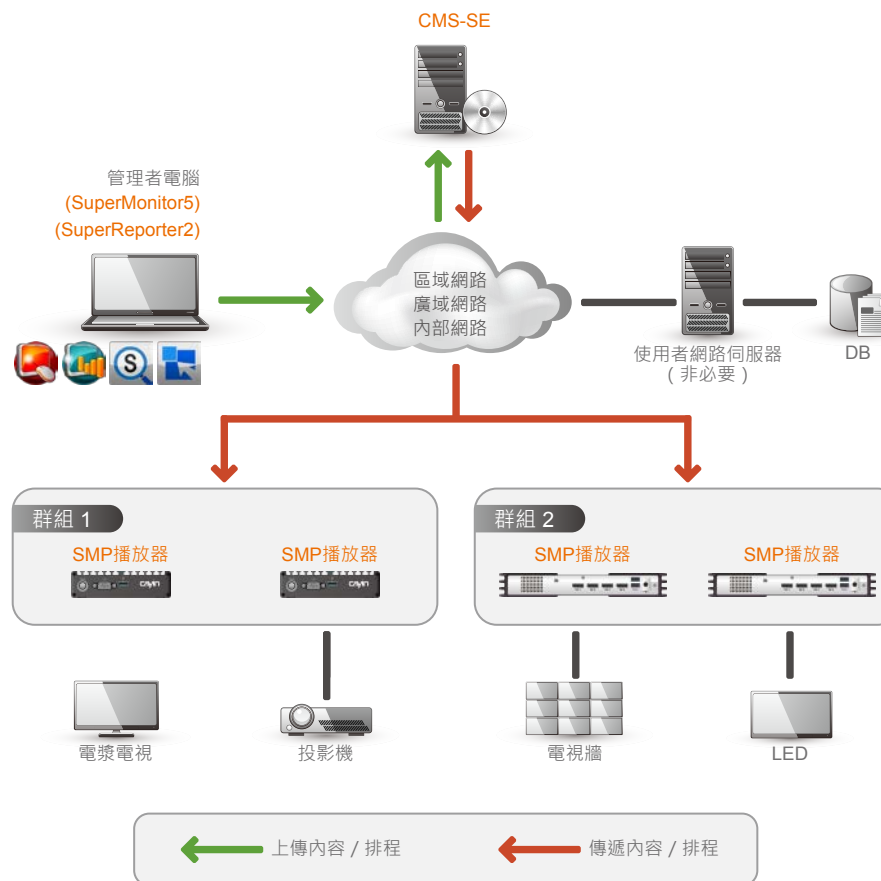 CMS-SE
管理者電腦
(SuperMonitor5)
(SuperReporter2)
區域網路
廣域網路
內部網路
使用者網路伺服器
( 非必要 )
DB
S
群組 1
SMP播放器
SMP播放器
CAYIN
CAYIN
群組 2
SMP播放器
SMP播放器
電漿電視
投影機
電視牆
LED
上傳內容 / 排程
傳遞內容 / 排程